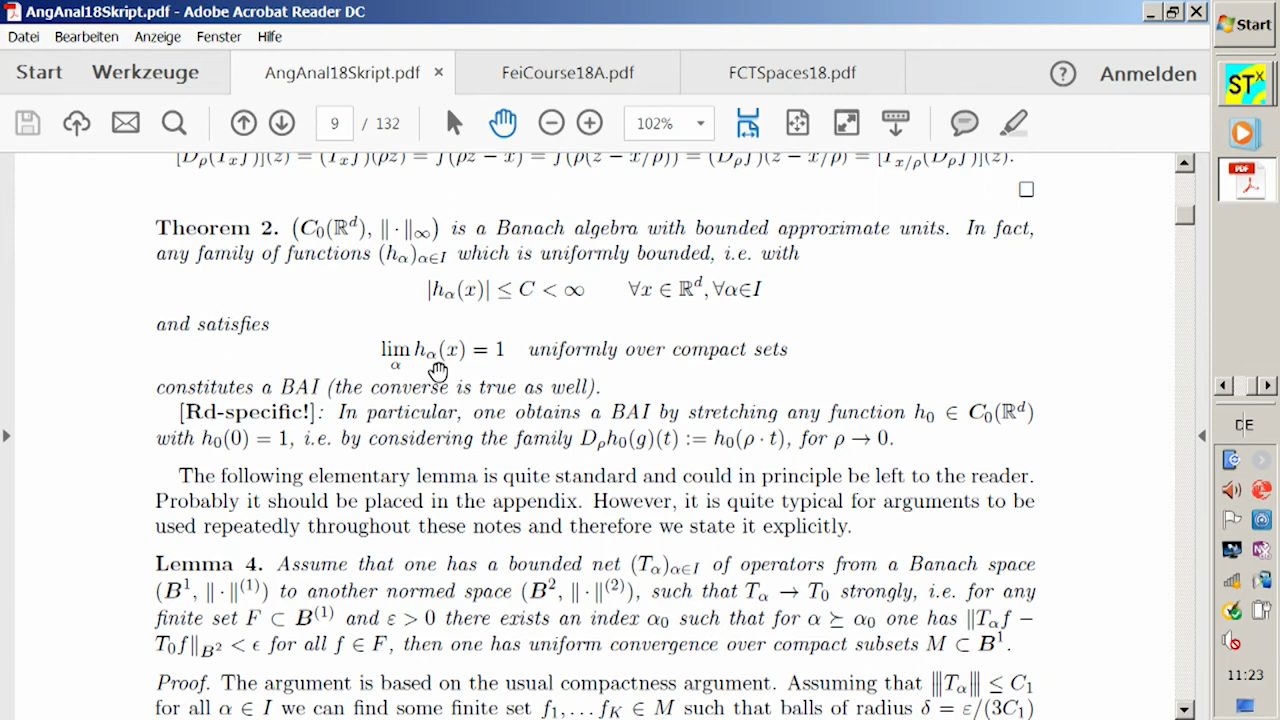 AngAnal18Skript.pdf - Adobe Acrobat Reader DC
Start
Datei Bearbeiten Anzeige Fenster Hilfe
Start Werkzeuge AngAnal18Skript.pdf × FeiCourse18A.pdf FCTSpaces18.pdf ? Anmelden
9 / 132 102%
[D_ρ(T_x f)](z) = (T_x f)(ρz) = f(ρz − x) = f(ρ(z − x/ρ)) = (D_ρ f)(z − x/ρ) = [T_{x/ρ}(D_ρ f)](z).
□
Theorem 2. (C₀(ℝᵈ), ‖·‖∞) is a Banach algebra with bounded approximate units. In fact,
any family of functions (h_α)_{α∈I} which is uniformly bounded, i.e. with
|h_α(x)| ≤ C < ∞ ∀x ∈ ℝᵈ, ∀α∈I
and satisfies
lim_α h_α(x) = 1 uniformly over compact sets
constitutes a BAI (the converse is true as well).
[Rd-specific!]: In particular, one obtains a BAI by stretching any function h₀ ∈ C₀(ℝᵈ)
with h₀(0) = 1, i.e. by considering the family D_ρh₀(g)(t) := h₀(ρ · t), for ρ → 0.
The following elementary lemma is quite standard and could in principle be left to the reader.
Probably it should be placed in the appendix. However, it is quite typical for arguments to be
used repeatedly throughout these notes and therefore we state it explicitly.
Lemma 4. Assume that one has a bounded net (T_α)_{α∈I} of operators from a Banach space
(B¹, ‖·‖⁽¹⁾) to another normed space (B², ‖·‖⁽²⁾), such that T_α → T₀ strongly, i.e. for any
finite set F ⊂ B⁽¹⁾ and ε > 0 there exists an index α₀ such that for α ⪰ α₀ one has ‖T_αf −
T₀f‖_{B²} < ϵ for all f ∈ F, then one has uniform convergence over compact subsets M ⊂ B¹.
Proof. The argument is based on the usual compactness argument. Assuming that |‖T_α‖| ≤ C₁
for all α ∈ I we can find some finite set f₁, … f_K ∈ M such that balls of radius δ = ε/(3C₁)
DE
11:23